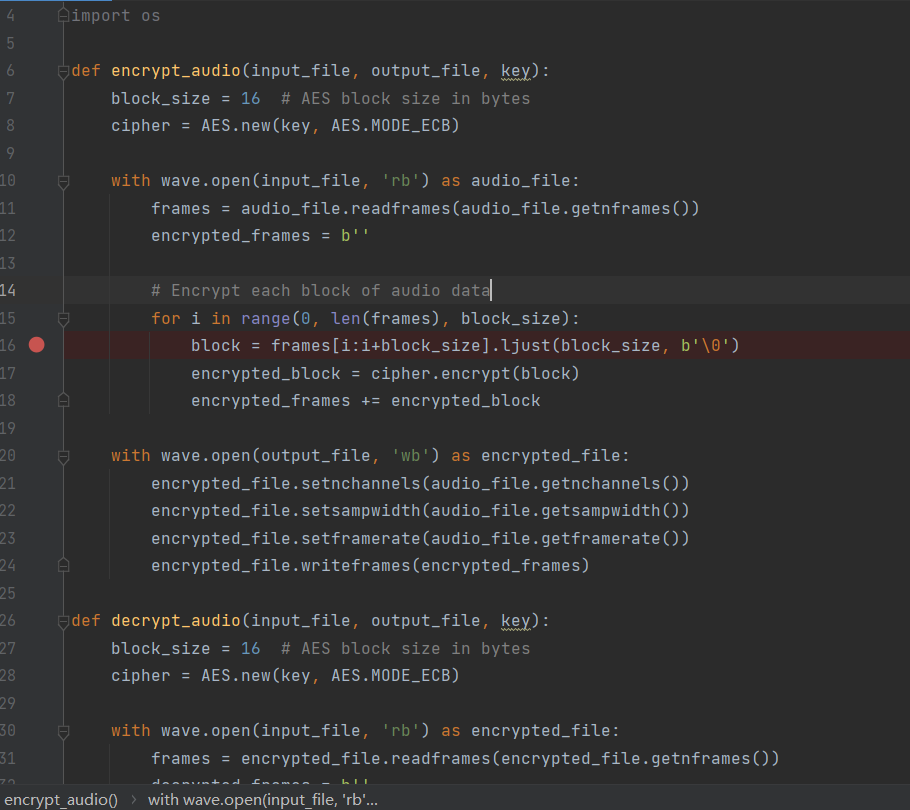 4 import os
5
6 def encrypt_audio(input_file, output_file, key):
7     block_size = 16  # AES block size in bytes
8     cipher = AES.new(key, AES.MODE_ECB)
9
10     with wave.open(input_file, 'rb') as audio_file:
11         frames = audio_file.readframes(audio_file.getnframes())
12         encrypted_frames = b''
13
14         # Encrypt each block of audio data
15         for i in range(0, len(frames), block_size):
16             block = frames[i:i+block_size].ljust(block_size, b'\0')
17             encrypted_block = cipher.encrypt(block)
18             encrypted_frames += encrypted_block
19
20     with wave.open(output_file, 'wb') as encrypted_file:
21         encrypted_file.setnchannels(audio_file.getnchannels())
22         encrypted_file.setsampwidth(audio_file.getsampwidth())
23         encrypted_file.setframerate(audio_file.getframerate())
24         encrypted_file.writeframes(encrypted_frames)
25
26 def decrypt_audio(input_file, output_file, key):
27     block_size = 16  # AES block size in bytes
28     cipher = AES.new(key, AES.MODE_ECB)
29
30     with wave.open(input_file, 'rb') as encrypted_file:
31         frames = encrypted_file.readframes(encrypted_file.getnframes())
32         decrypted_frames = b''
encrypt_audio() › with wave.open(input_file, 'rb'...